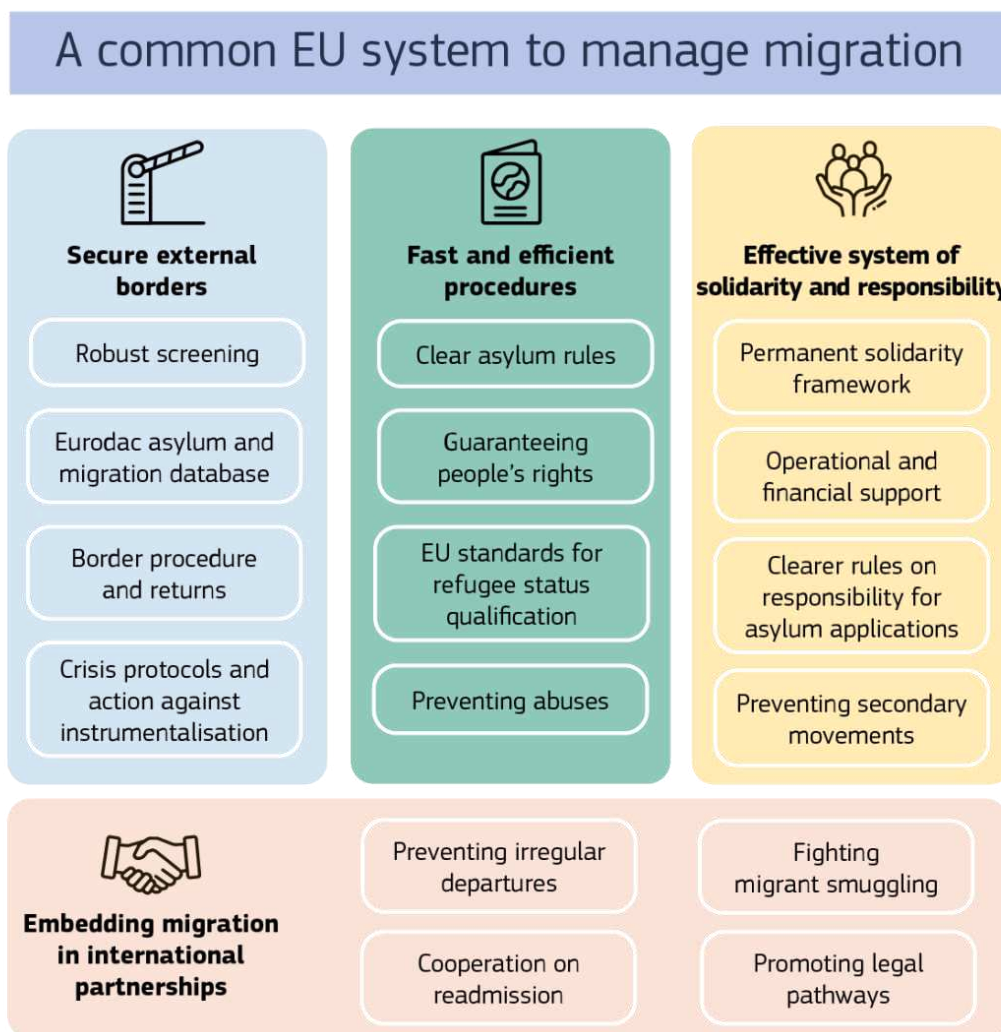 A common EU system to manage migration
Secure external
borders
Robust screening
Eurodac asylum and
migration database
Border procedure
and returns
Crisis protocols and
action against
instrumentalisation
Fast and efficient
procedures
Clear asylum rules
Guaranteeing
people's rights
EU standards for
refugee status
qualification
Preventing abuses
Effective system of
solidarity and responsibility
Permanent solidarity
framework
Operational and
financial support
Clearer rules on
responsibility for
asylum applications
Preventing secondary
movements
Embedding migration
in international
partnerships
Preventing irregular
departures
Fighting
migrant smuggling
Cooperation on
readmission
Promoting legal
pathways